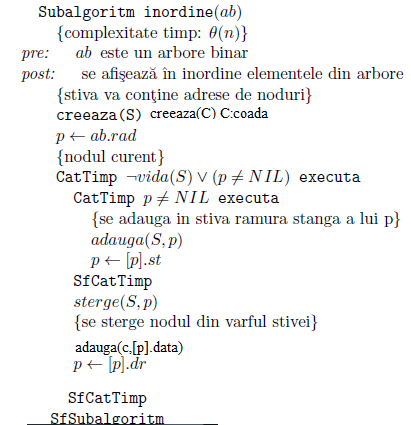 Subalgoritm inordine(ab)
{complexitate timp: θ(n)}
pre: ab este un arbore binar
post: se afişează în inordine elementele din arbore
{stiva va conţine adrese de noduri}
creeaza(S) creeaza(C) C:coada
p ← ab.rad
{nodul curent}
CatTimp ¬vida(S) ∨ (p ≠ NIL) executa
CatTimp p ≠ NIL executa
{se adauga in stiva ramura stanga a lui p}
adauga(S,p)
p ← [p].st
SfCatTimp
sterge(S,p)
{se sterge nodul din varful stivei}
adauga(c,[p].data)
p ← [p].dr
SfCatTimp
SfSubalgoritm